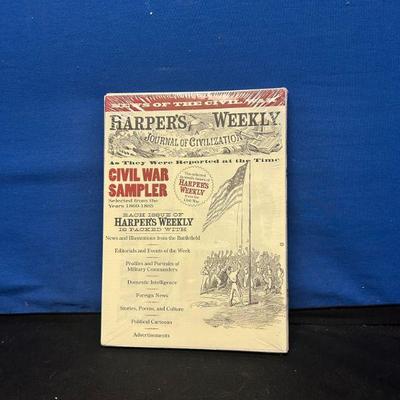 OF THE CIVIL WAR
HARPER'S WEEKLY.
A
JOURNAL OF CIVILIZATION
As They Were Reported at the Time
CIVIL WAR
SAMPLER
Selected from the
Years 1860-1865
HARPER'S
WEEKLY
EACH ISSUE OF
HARPER'S WEEKLY
IS PACKED WITH
News and Illustrations from the Battlefield
Editorials and Events of the Week
Profiles and Portraits of
Military Commanders
Domestic Intelligence
Foreign News
Stories, Poems, and Culture
Political Cartoons
Advertisements